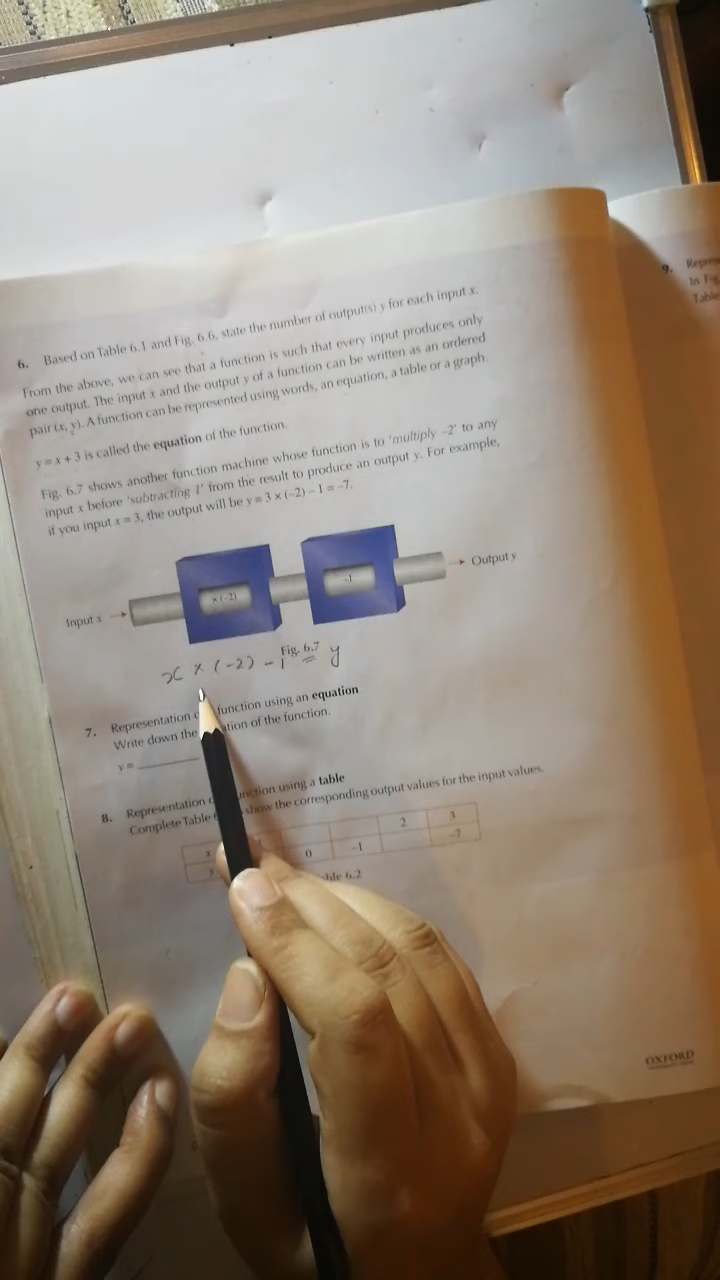 6. Based on Table 6.1 and Fig. 6.6, state the number of output(s) y for each input x.
From the above, we can see that a function is such that every input produces only
one output. The input x and the output y of a function can be written as an ordered
pair (x, y). A function can be represented using words, an equation, a table or a graph.
y = x + 3 is called the equation of the function.
Fig. 6.7 shows another function machine whose function is to 'multiply –2' to any
input x before 'subtracting 1' from the result to produce an output y. For example,
if you input x = 3, the output will be y = 3 × (–2) – 1 = –7.
Input x
× (–2)
–1
Output y
Fig. 6.7
x × (-2) - 1 = y
7. Representation function using an equation
Write down the of the function.
y =
8. Representation using a table
Complete Table show the corresponding output values for the input values.
x 0 2 3
y -1 –7
6.2
OXFORD
9.
In Fig.